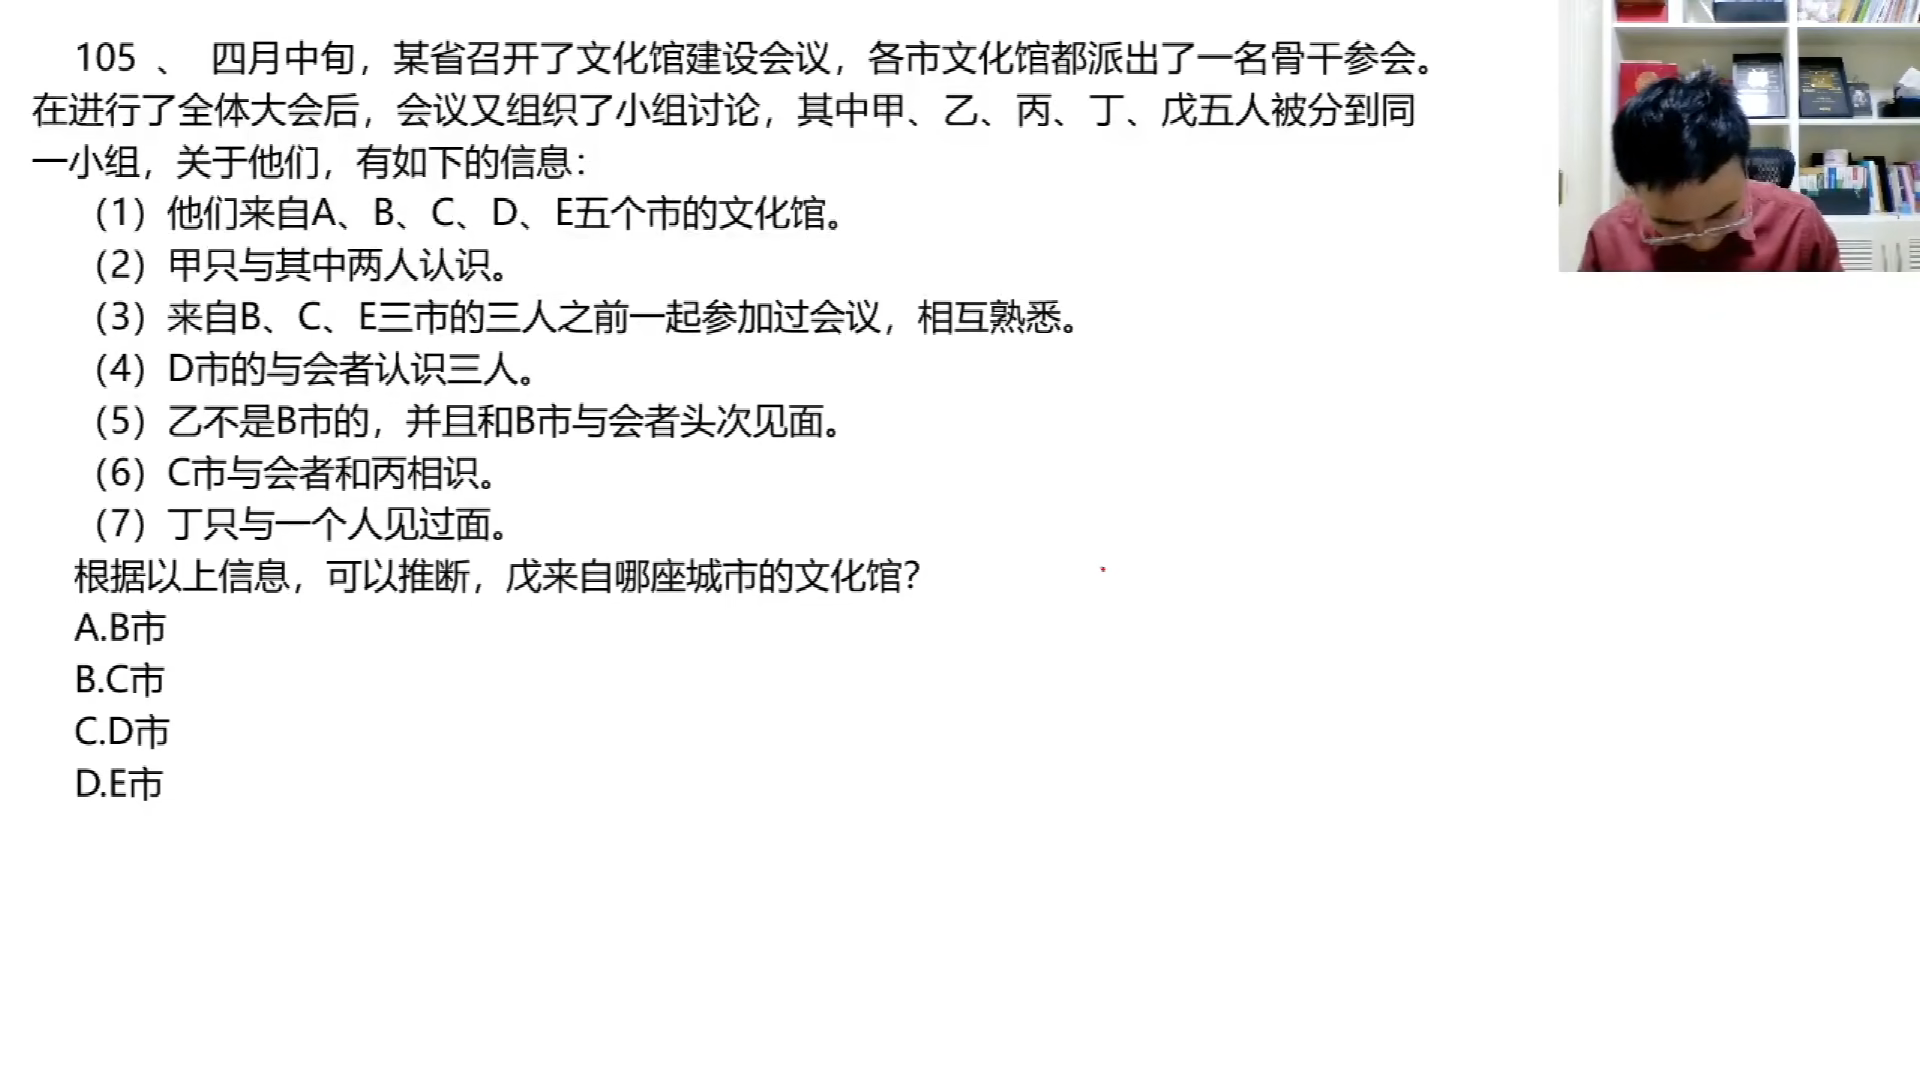 105 、 四月中旬，某省召开了文化馆建设会议，各市文化馆都派出了一名骨干参会。
在进行了全体大会后，会议又组织了小组讨论，其中甲、乙、丙、丁、戊五人被分到同
一小组，关于他们，有如下的信息：
（1）他们来自A、B、C、D、E五个市的文化馆。
（2）甲只与其中两人认识。
（3）来自B、C、E三市的三人之前一起参加过会议，相互熟悉。
（4）D市的与会者认识三人。
（5）乙不是B市的，并且和B市与会者头次见面。
（6）C市与会者和丙相识。
（7）丁只与一个人见过面。
根据以上信息，可以推断，戊来自哪座城市的文化馆？
A.B市
B.C市
C.D市
D.E市